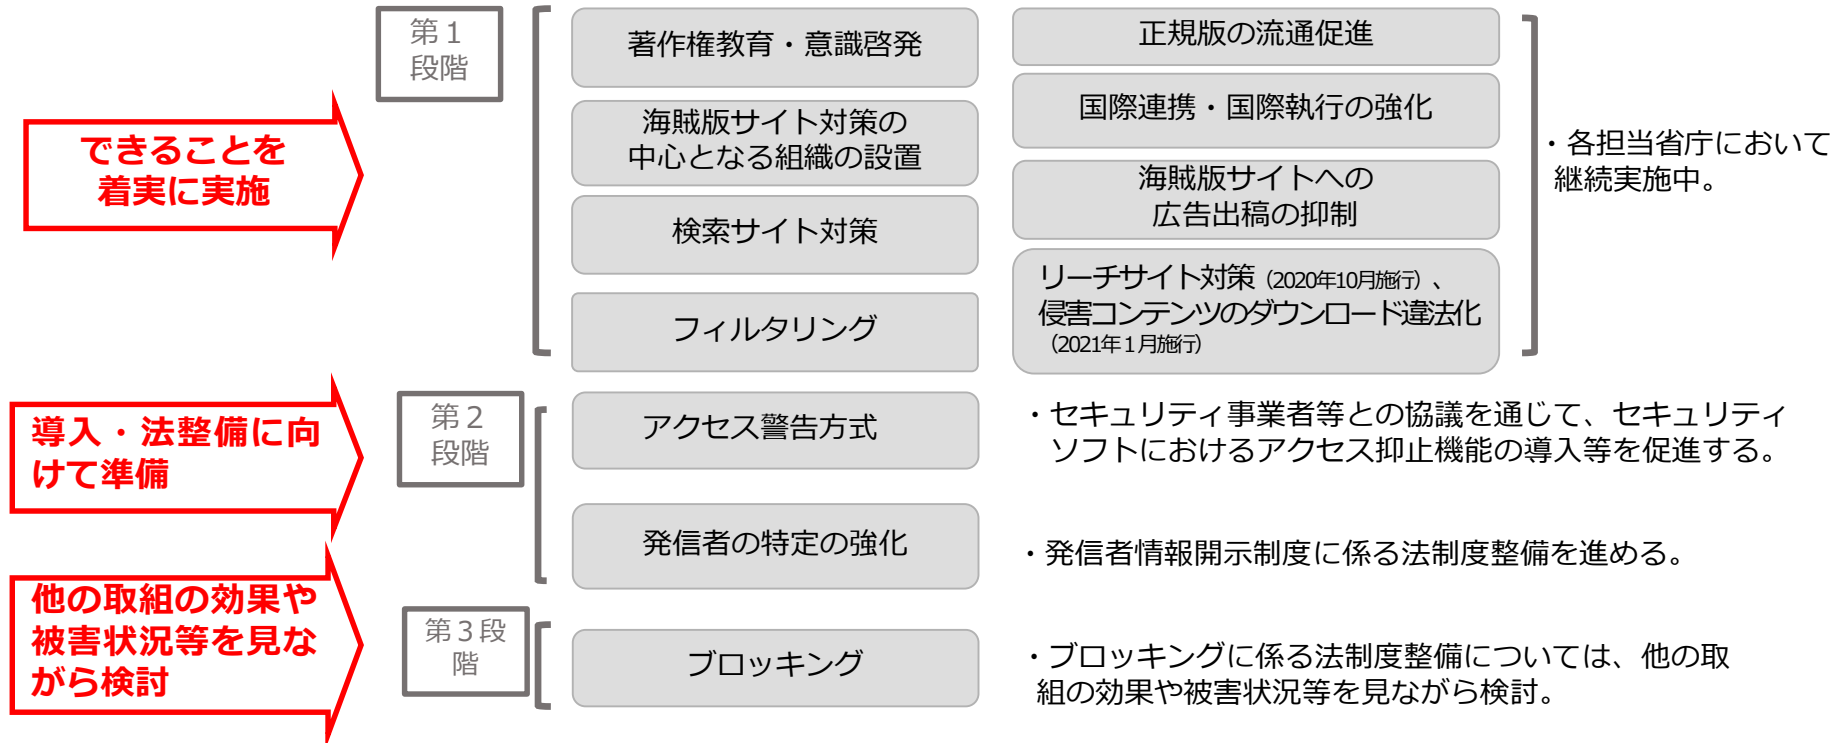 できることを
着実に実施
第１
段階
著作権教育・意識啓発
海賊版サイト対策の
中心となる組織の設置
検索サイト対策
フィルタリング
正規版の流通促進
国際連携・国際執行の強化
海賊版サイトへの
広告出稿の抑制
リーチサイト対策（2020年10月施行）、
侵害コンテンツのダウンロード違法化
（2021年１月施行）
・各担当省庁において
継続実施中。
導入・法整備に向
けて準備
第２
段階
アクセス警告方式
・セキュリティ事業者等との協議を通じて、セキュリティ
ソフトにおけるアクセス抑止機能の導入等を促進する。
発信者の特定の強化
・発信者情報開示制度に係る法制度整備を進める。
他の取組の効果や
被害状況等を見な
がら検討
第３段
階
ブロッキング
・ブロッキングに係る法制度整備については、他の取
組の効果や被害状況等を見ながら検討。